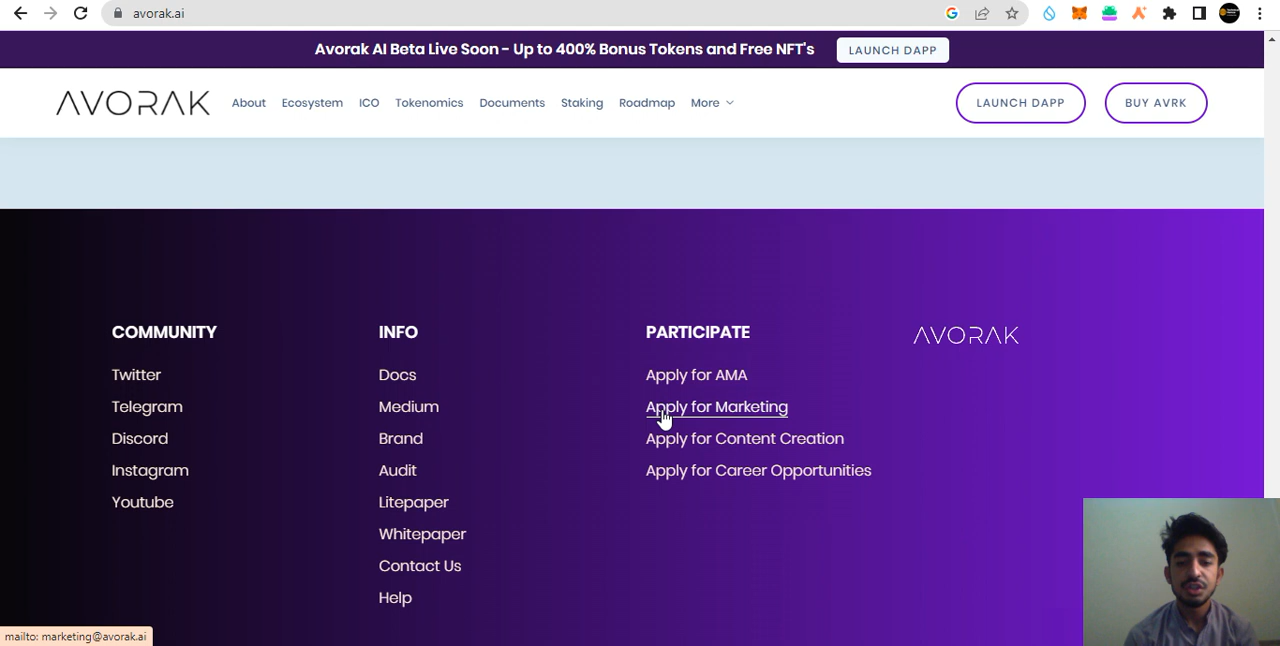 avorak.ai
Avorak AI Beta Live Soon - Up to 400% Bonus Tokens and Free NFT's
LAUNCH DAPP
AVORAK
About
Ecosystem
ICO
Tokenomics
Documents
Staking
Roadmap
More
LAUNCH DAPP
BUY AVRK
COMMUNITY
Twitter
Telegram
Discord
Instagram
Youtube
INFO
Docs
Medium
Brand
Audit
Litepaper
Whitepaper
Contact Us
Help
PARTICIPATE
Apply for AMA
Apply for Marketing
Apply for Content Creation
Apply for Career Opportunities
AVORAK
mailto: marketing@avorak.ai